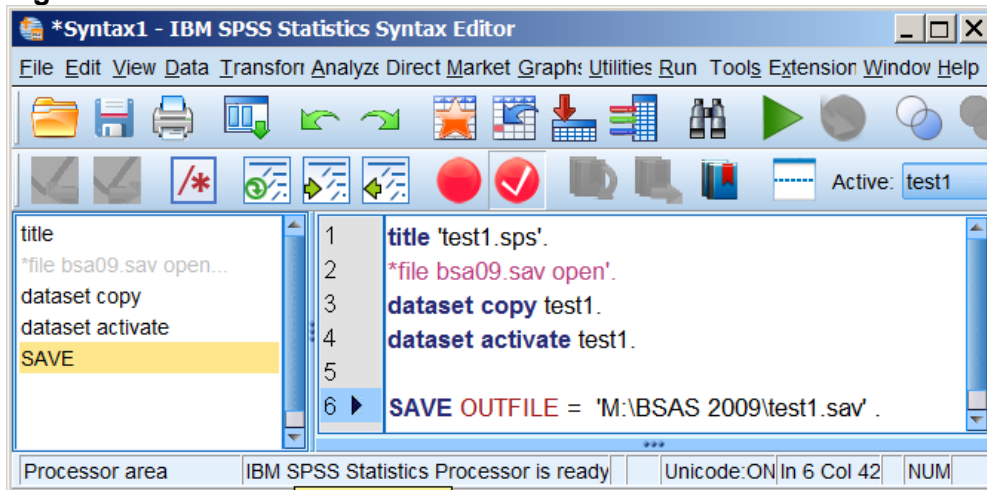 *Syntax1 - IBM SPSS Statistics Syntax Editor
File Edit View Data Transforr Analyze Direct Market Graphs Utilities Run Tools Extension Window Help
/*
Active: test1
title
*file bsa09.sav open...
dataset copy
dataset activate
SAVE
1 title 'test1.sps'.
2 *file bsa09.sav open'.
3 dataset copy test1.
4 dataset activate test1.
5
6 SAVE OUTFILE = 'M:\BSAS 2009\test1.sav' .
Processor area IBM SPSS Statistics Processor is ready Unicode:ON In 6 Col 42 NUM